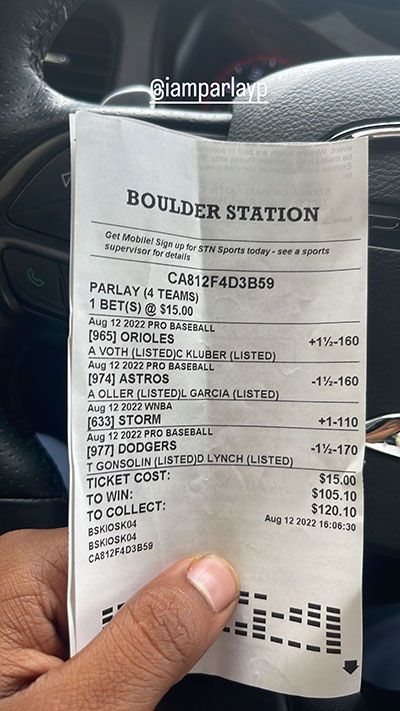 @iamparlayp
BOULDER STATION
Get Mobile! Sign up for STN Sports today - see a sports
supervisor for details
CA812F4D3B59
PARLAY (4 TEAMS)
1 BET(S) @ $15.00
Aug 12 2022 PRO BASEBALL
[965] ORIOLES +1½-160
A VOTH (LISTED)C KLUBER (LISTED)
Aug 12 2022 PRO BASEBALL
[974] ASTROS -1½-160
A OLLER (LISTED)L GARCIA (LISTED)
Aug 12 2022 WNBA
[633] STORM +1-110
Aug 12 2022 PRO BASEBALL
[977] DODGERS -1½-170
T GONSOLIN (LISTED)D LYNCH (LISTED)
TICKET COST: $15.00
TO WIN: $105.10
TO COLLECT: $120.10
Aug 12 2022 16:06:30
BSKIOSK04
BSKIOSK04
CA812F4D3B59